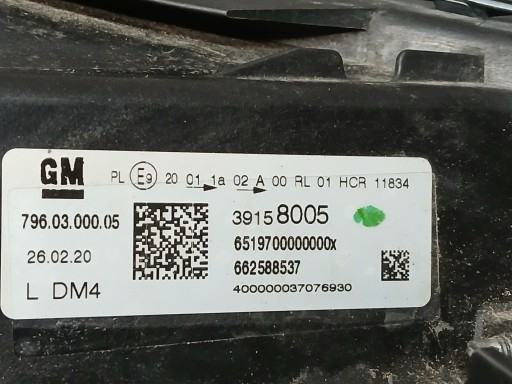 GM
PL E9 20 01 1a 02 A 00 RL 01 HCR 11834
796.03.000.05
39158005
26.02.20
6519700000000x
662588537
L DM4
400000037076930